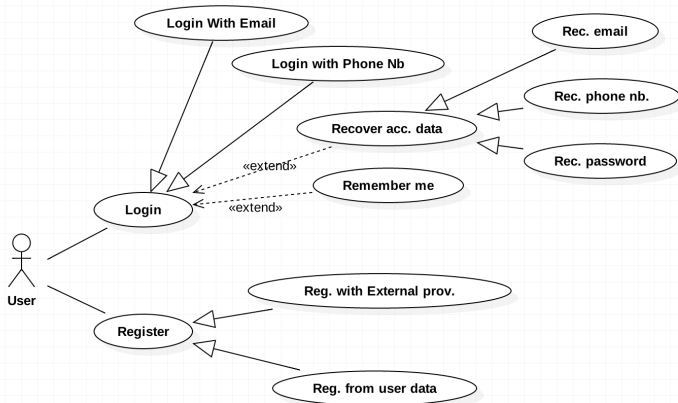 Login With Email
Rec. email
Login with Phone Nb
Rec. phone nb.
Recover acc. data
Rec. password
«extend»
Remember me
«extend»
Login
User
Reg. with External prov.
Register
Reg. from user data